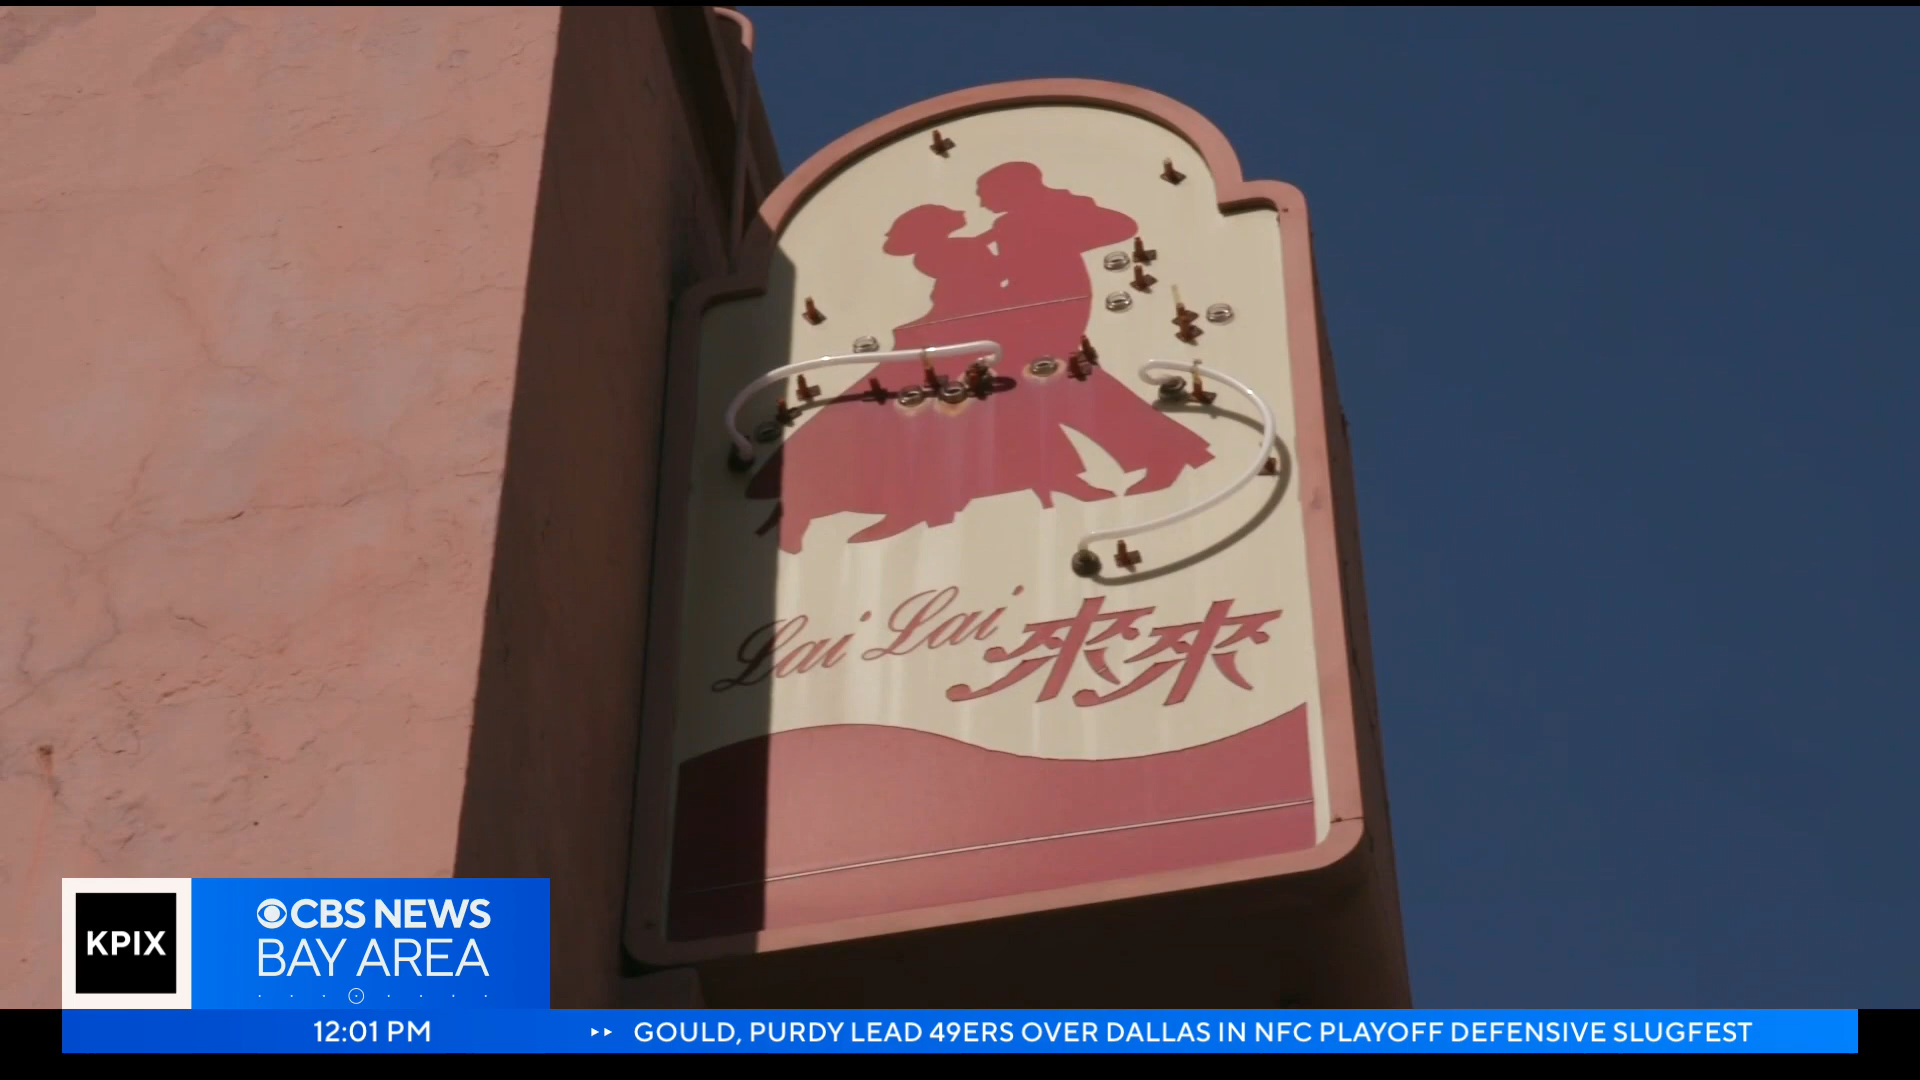 Lai Lai 來來
KPIX
CBS NEWS
BAY AREA
12:01 PM
GOULD, PURDY LEAD 49ERS OVER DALLAS IN NFC PLAYOFF DEFENSIVE SLUGFEST